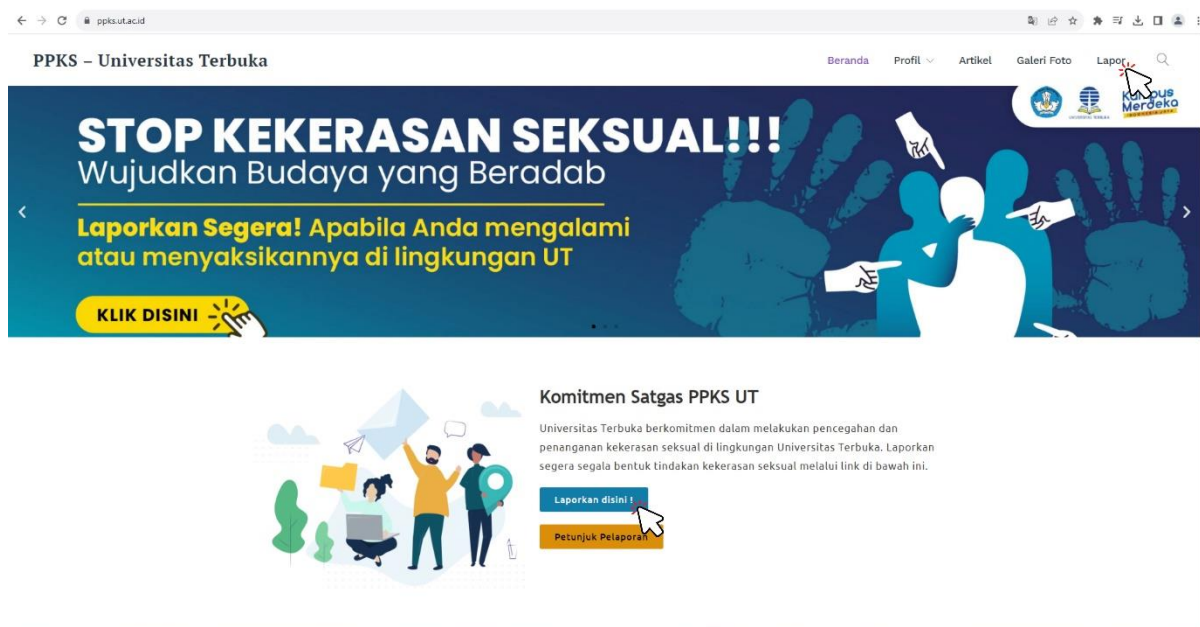 ppks.ut.ac.id
PPKS – Universitas Terbuka
Beranda Profil Artikel Galeri Foto Lapor
STOP KEKERASAN SEKSUAL!!!
Wujudkan Budaya yang Beradab
Laporkan Segera! Apabila Anda mengalami
atau menyaksikannya di lingkungan UT
KLIK DISINI
Kampus
Merdeka
Komitmen Satgas PPKS UT
Universitas Terbuka berkomitmen dalam melakukan pencegahan dan
penanganan kekerasan seksual di lingkungan Universitas Terbuka. Laporkan
segera segala bentuk tindakan kekerasan seksual melalui link di bawah ini.
Laporkan disini !
Petunjuk Pelaporan